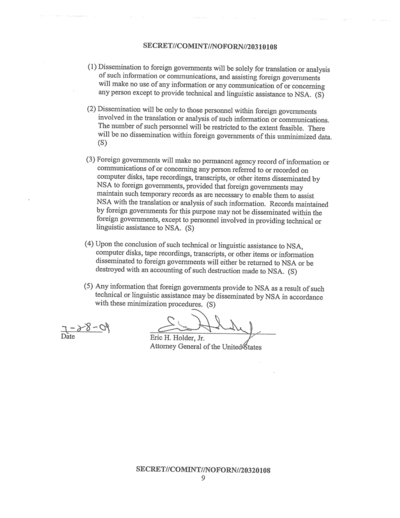 SECRET//COMINT//NOFORN//20310108
(1) Dissemination to foreign governments will be solely for translation or analysis
of such information or communications, and assisting foreign governments
will make no use of any information or any communication of or concerning
any person except to provide technical and linguistic assistance to NSA. (S)
(2) Dissemination will be only to those personnel within foreign governments
involved in the translation or analysis of such information or communications.
The number of such personnel will be restricted to the extent feasible. There
will be no dissemination within foreign governments of this unminimized data.
(S)
(3) Foreign governments will make no permanent agency record of information or
communications of or concerning any person referred to or recorded on
computer disks, tape recordings, transcripts, or other items disseminated by
NSA to foreign governments, provided that foreign governments may
maintain such temporary records as are necessary to enable them to assist
NSA with the translation or analysis of such information. Records maintained
by foreign governments for this purpose may not be disseminated within the
foreign governments, except to personnel involved in providing technical or
linguistic assistance to NSA. (S)
(4) Upon the conclusion of such technical or linguistic assistance to NSA,
computer disks, tape recordings, transcripts, or other items or information
disseminated to foreign governments will either be returned to NSA or be
destroyed with an accounting of such destruction made to NSA. (S)
(5) Any information that foreign governments provide to NSA as a result of such
technical or linguistic assistance may be disseminated by NSA in accordance
with these minimization procedures. (S)
7-28-09
Date
Eric H. Holder, Jr.
Attorney General of the United States
SECRET//COMINT//NOFORN//20320108
9